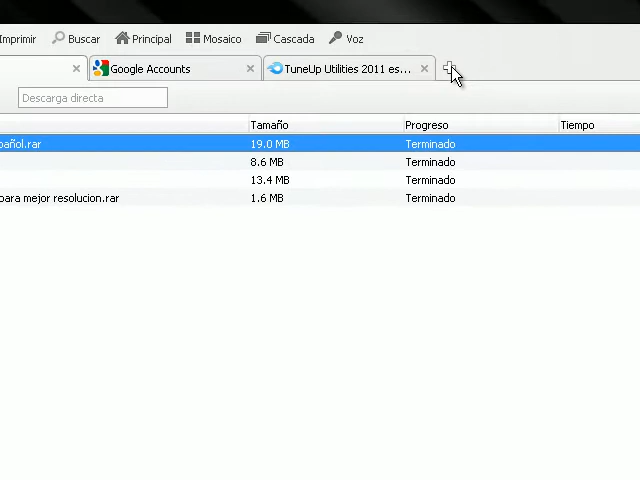 Imprimir Buscar Principal Mosaico Cascada Voz
Google Accounts TuneUp Utilities 2011 es...
Descarga directa
Tamaño Progreso Tiempo
pañol.rar 19.0 MB Terminado
8.6 MB Terminado
13.4 MB Terminado
para mejor resolucion.rar 1.6 MB Terminado